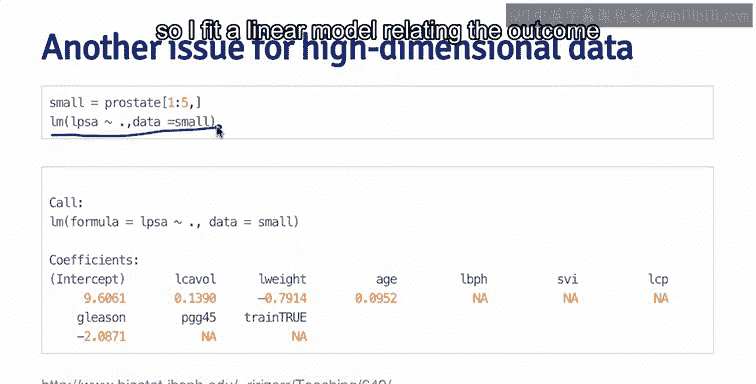 so I fit a linear model relating the outcome
Another issue for high-dimensional data
small = prostate[1:5,]
lm(lpsa ~ .,data =small)
Call:
lm(formula = lpsa ~ ., data = small)
Coefficients:
(Intercept) lcavol lweight age lbph svi lcp
9.6061 0.1390 -0.7914 0.0952 NA NA NA
gleason pgg45 trainTRUE
-2.0871 NA NA